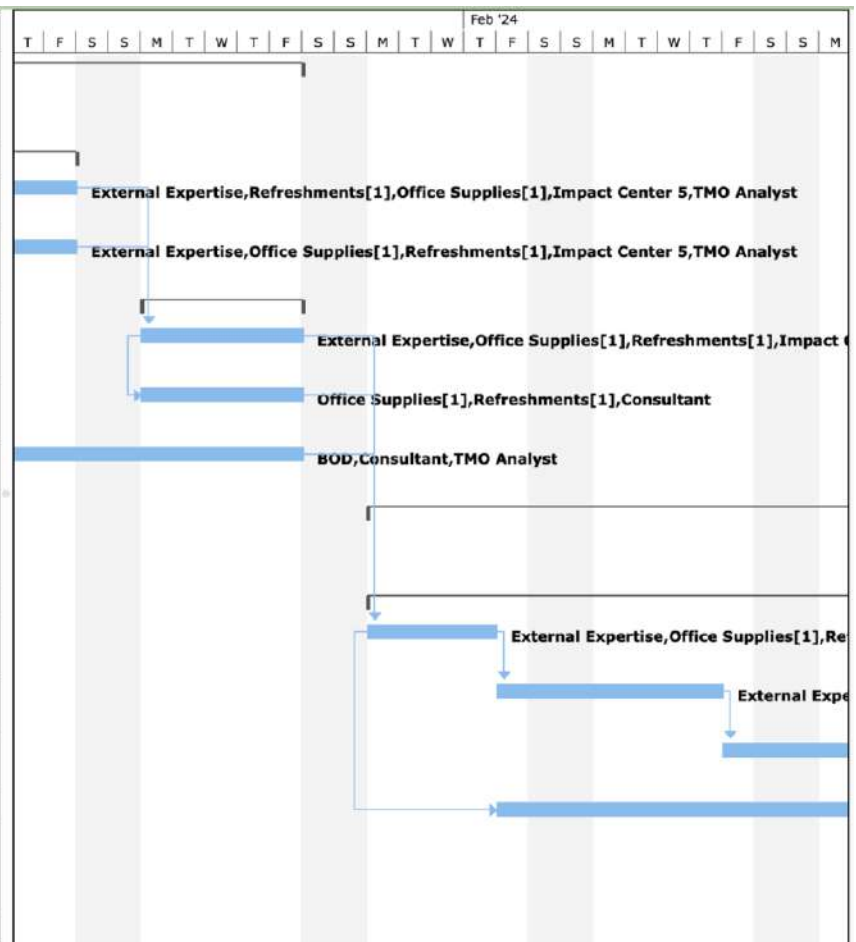 Feb '24
T F S S M T W T F S S M T W T F S S M T W T F S S M
External Expertise,Refreshments[1],Office Supplies[1],Impact Center 5,TMO Analyst
External Expertise,Office Supplies[1],Refreshments[1],Impact Center 5,TMO Analyst
External Expertise,Office Supplies[1],Refreshments[1],Impact
Office Supplies[1],Refreshments[1],Consultant
BOD,Consultant,TMO Analyst
External Expertise,Office Supplies[1],Re
External Expe